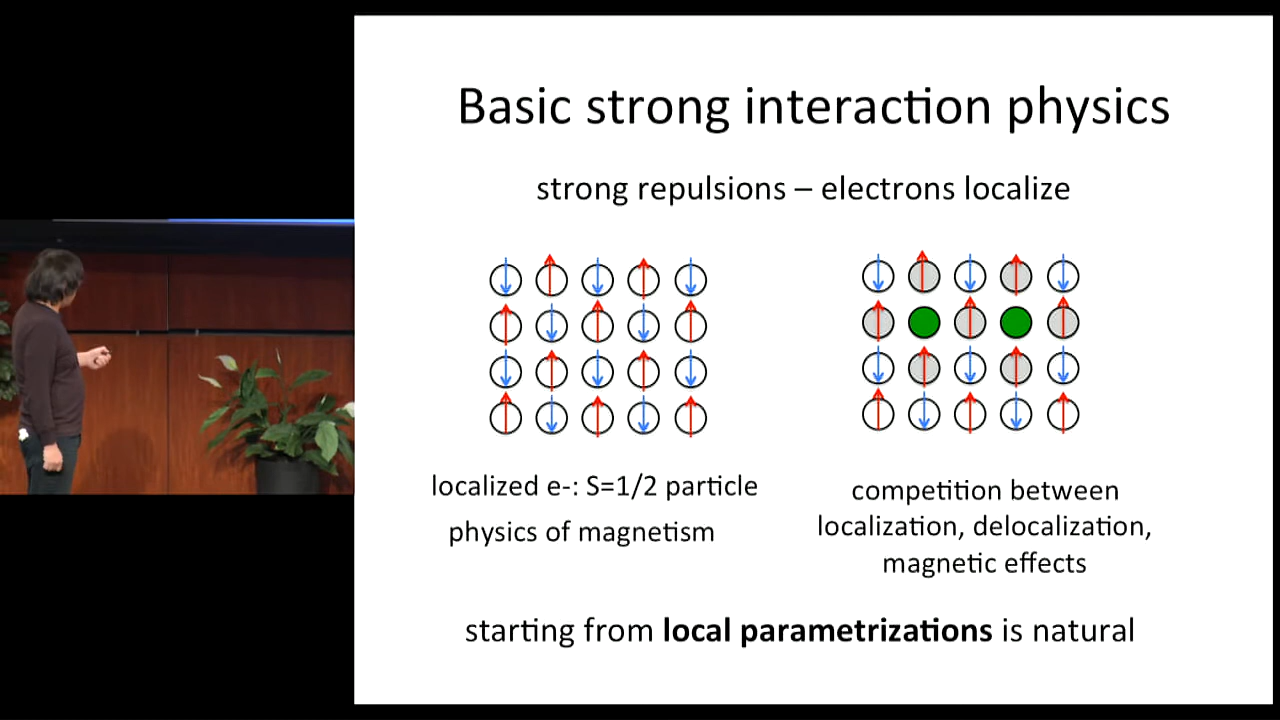 Basic strong interaction physics
strong repulsions – electrons localize
localized e-: S=1/2 particle
physics of magnetism
competition between
localization, delocalization,
magnetic effects
starting from local parametrizations is natural